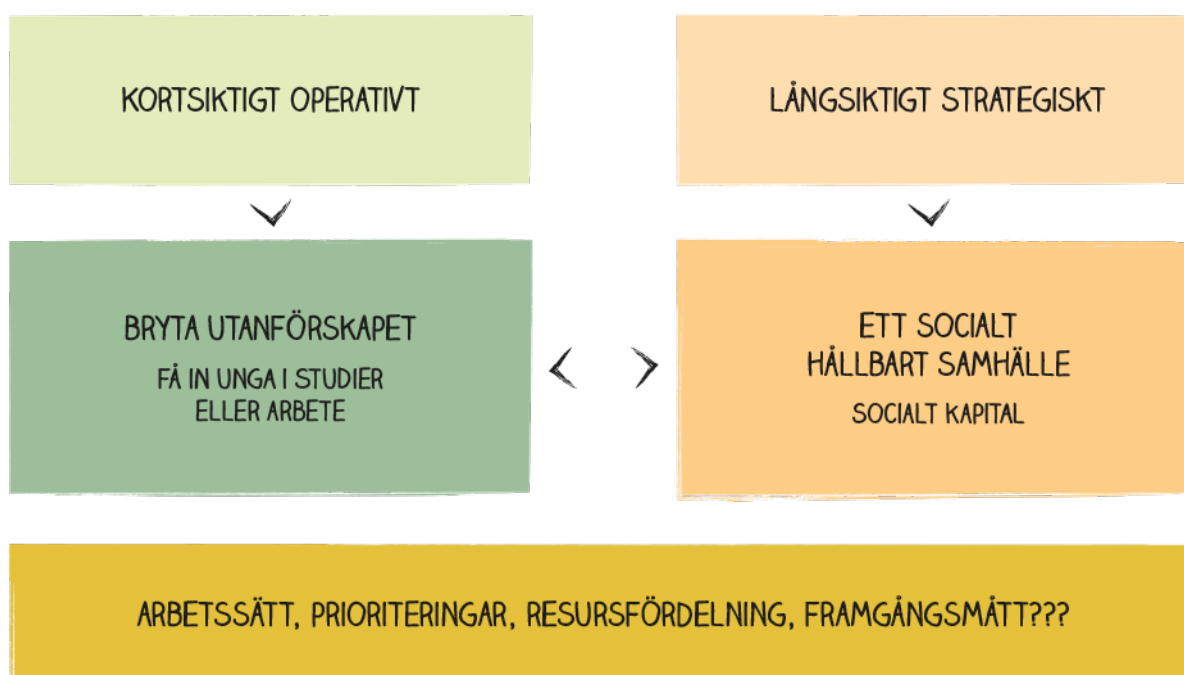 KORTSIKTIGT OPERATIVT
LÅNGSIKTIGT STRATEGISKT
BRYTA UTANFÖRSKAPET
FÅ IN UNGA I STUDIER
ELLER ARBETE
ETT SOCIALT
HÅLLBART SAMHÄLLE
SOCIALT KAPITAL
ARBETSSÄTT, PRIORITERINGAR, RESURSFÖRDELNING, FRAMGÅNGSMÅTT???